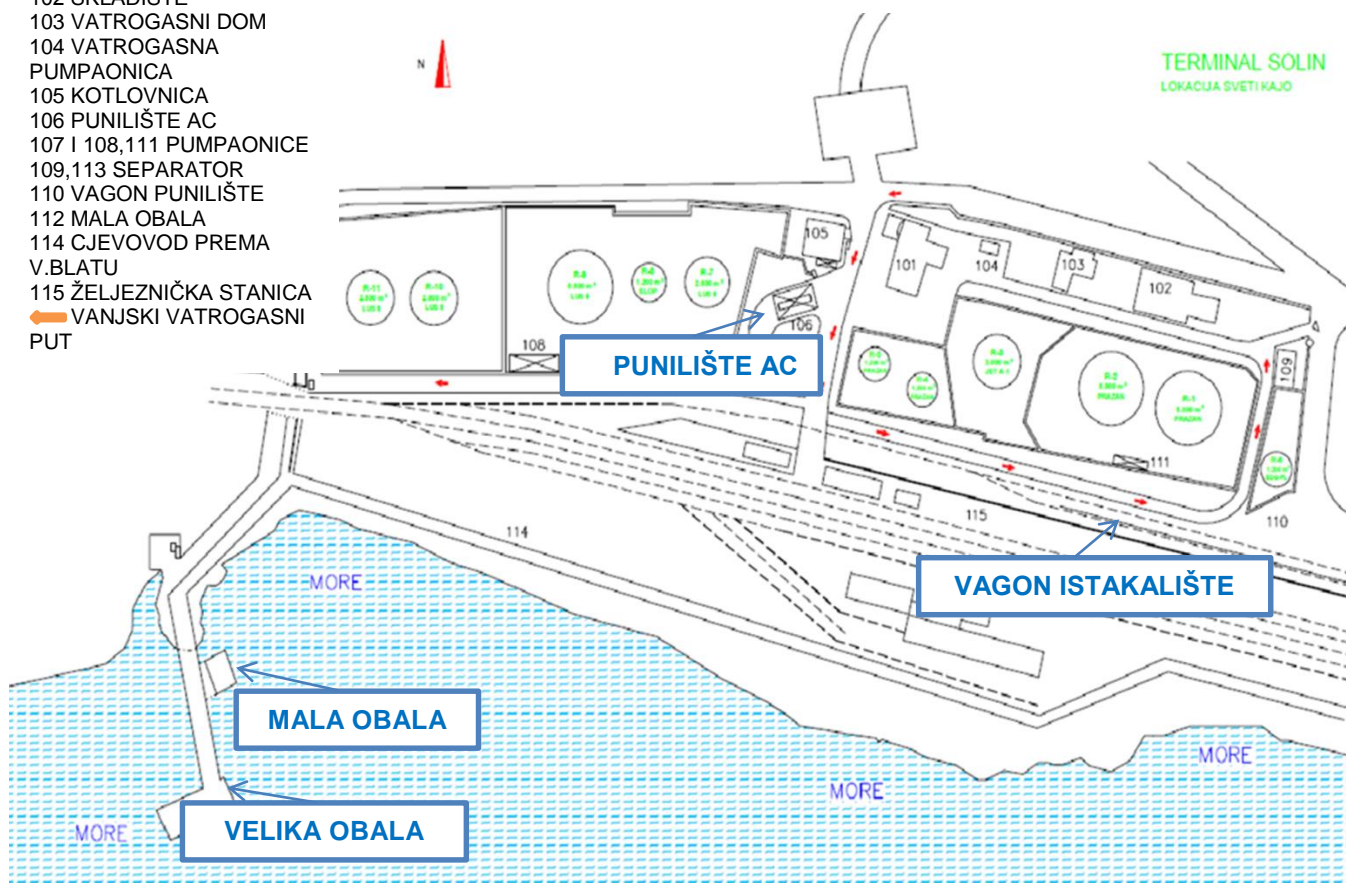 102 SKLADIŠTE
103 VATROGASNI DOM
104 VATROGASNA
PUMPAONICA
105 KOTLOVNICA
106 PUNILIŠTE AC
107 I 108,111 PUMPAONICE
109,113 SEPARATOR
110 VAGON PUNILIŠTE
112 MALA OBALA
114 CJEVOVOD PREMA
V.BLATU
115 ŽELJEZNIČKA STANICA
VANJSKI VATROGASNI
PUT
N
TERMINAL SOLIN
LOKACIJA SVETI KAJO
105
101
104
103
102
106
108
109
PUNILIŠTE AC
111
110
115
114
VAGON ISTAKALIŠTE
MORE
MALA OBALA
MORE
MORE
VELIKA OBALA
MORE